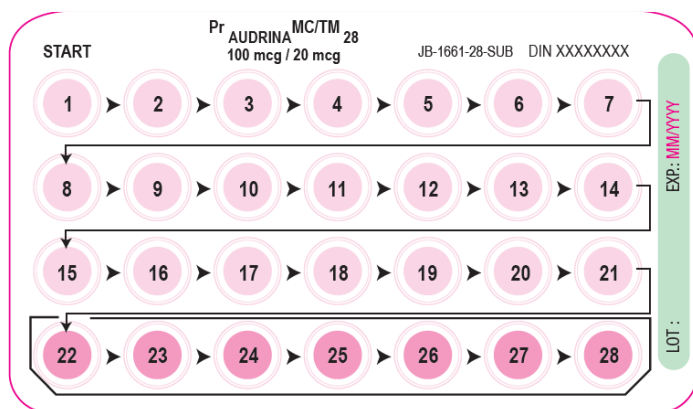 START
Pr AUDRINA MC/TM 28
100 mcg / 20 mcg
JB-1661-28-SUB DIN XXXXXXXX
1 2 3 4 5 6 7
8 9 10 11 12 13 14
15 16 17 18 19 20 21
22 23 24 25 26 27 28
EXP.: MM/YYYY
LOT :